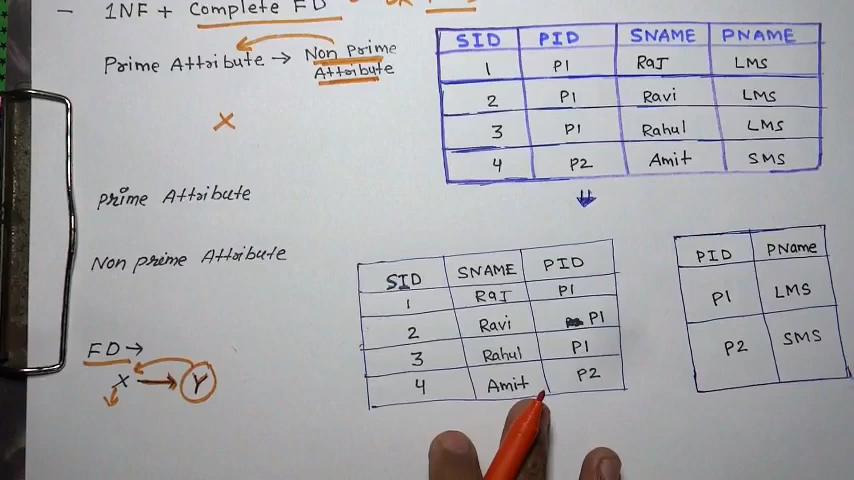 - 1NF + Complete FD
Prime Attribute → Non Prime
Attribute
×
Prime Attribute
Non prime Attribute
FD →
X → Y
SID PID SNAME PNAME
1 P1 RAJ LMS
2 P1 Ravi LMS
3 P1 Rahul LMS
4 P2 Amit SMS
SID SNAME PID
1 RAJ P1
2 Ravi P1
3 Rahul P1
4 Amit P2
PID PName
P1 LMS
P2 SMS